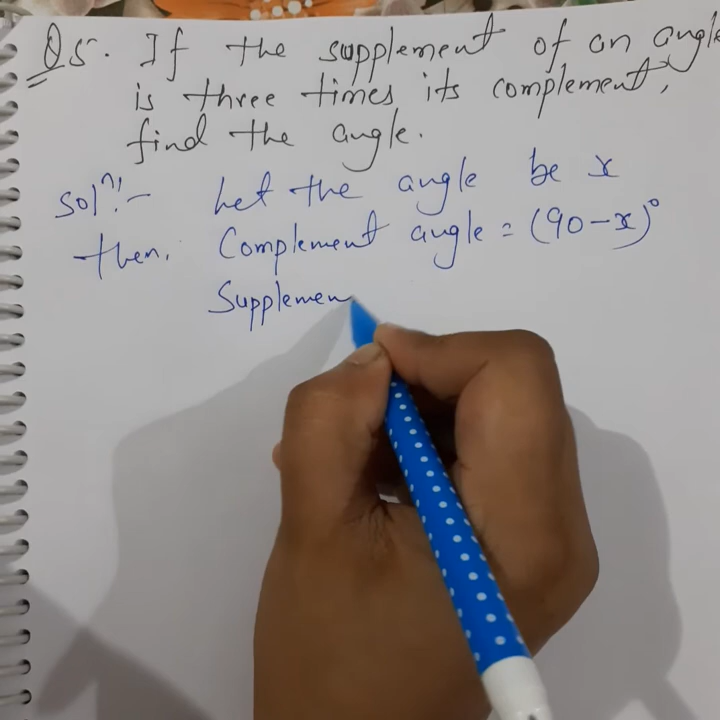 Q5. If the supplement of an angle
is three times its complement,
find the angle.
Solⁿ:- Let the angle be x
then, Complement angle = (90-x)°
Supplemen